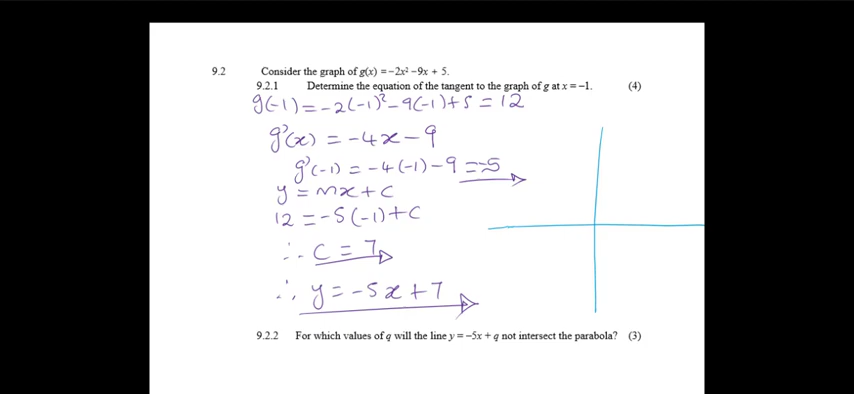 9.2 Consider the graph of g(x) = −2x² −9x + 5.
9.2.1 Determine the equation of the tangent to the graph of g at x = −1. (4)
g(-1) = -2(-1)² - 9(-1) + 5 = 12
g'(x) = -4x - 9
g'(-1) = -4(-1) - 9 = -5
y = mx + c
12 = -5(-1) + c
∴ c = 7
∴ y = -5x + 7
9.2.2 For which values of q will the line y = −5x + q not intersect the parabola? (3)